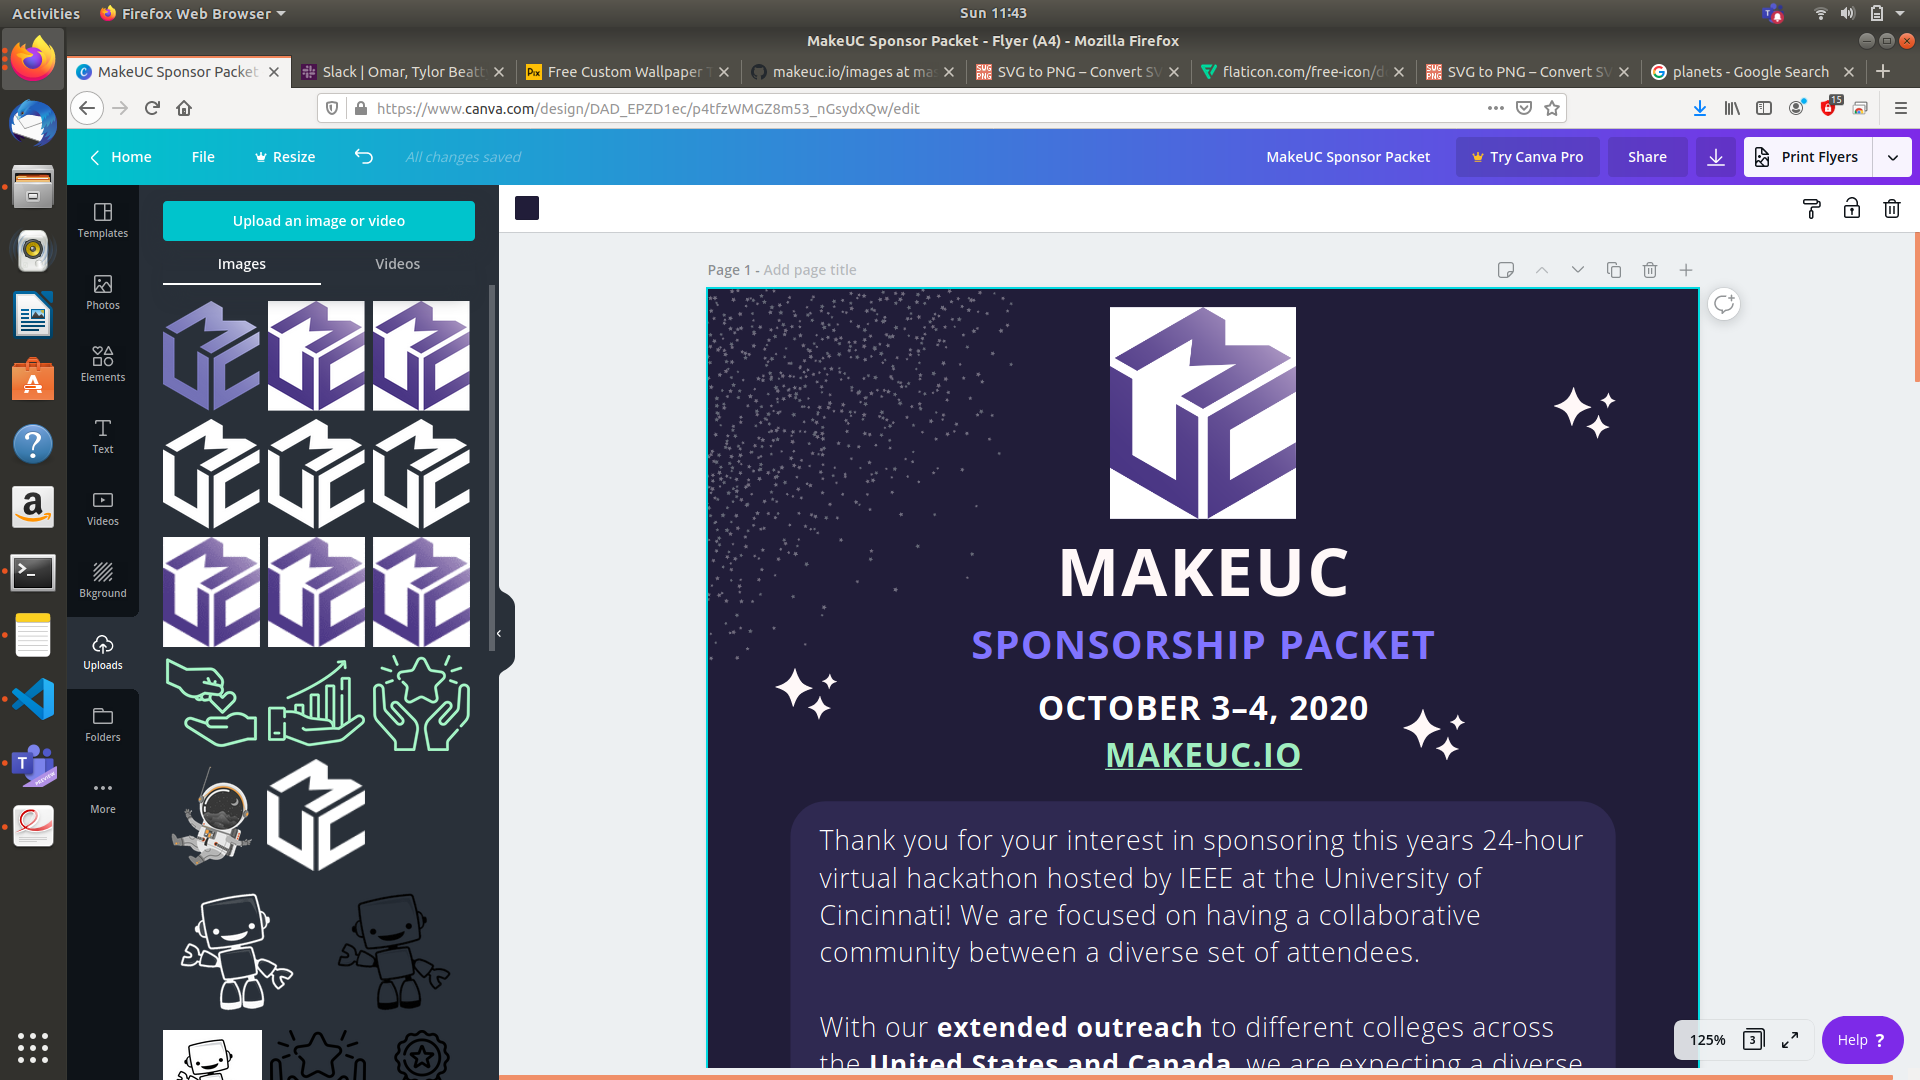 Activities
Firefox Web Browser
Sun 11:43
MakeUC Sponsor Packet - Flyer (A4) - Mozilla Firefox
MakeUC Sponsor Packet
Slack | Omar, Tylor Beatt
Free Custom Wallpaper T
makeuc.io/images at mas
SVG to PNG – Convert SV
flaticon.com/free-icon/d
SVG to PNG – Convert SV
planets - Google Search
https://www.canva.com/design/DAD_EPZD1ec/p4tfzWMGZ8m53_nGsydxQw/edit
15
Home
File
Resize
All changes saved
MakeUC Sponsor Packet
Try Canva Pro
Share
Print Flyers
Templates
Photos
Elements
Text
Videos
Bkground
Uploads
Folders
More
Upload an image or video
Images
Videos
Page 1 - Add page title
MAKEUC
SPONSORSHIP PACKET
OCTOBER 3–4, 2020
MAKEUC.IO
Thank you for your interest in sponsoring this years 24-hour
virtual hackathon hosted by IEEE at the University of
Cincinnati! We are focused on having a collaborative
community between a diverse set of attendees.
With our extended outreach to different colleges across
the United States and Canada, we are expecting a diverse
125%
3
Help ?